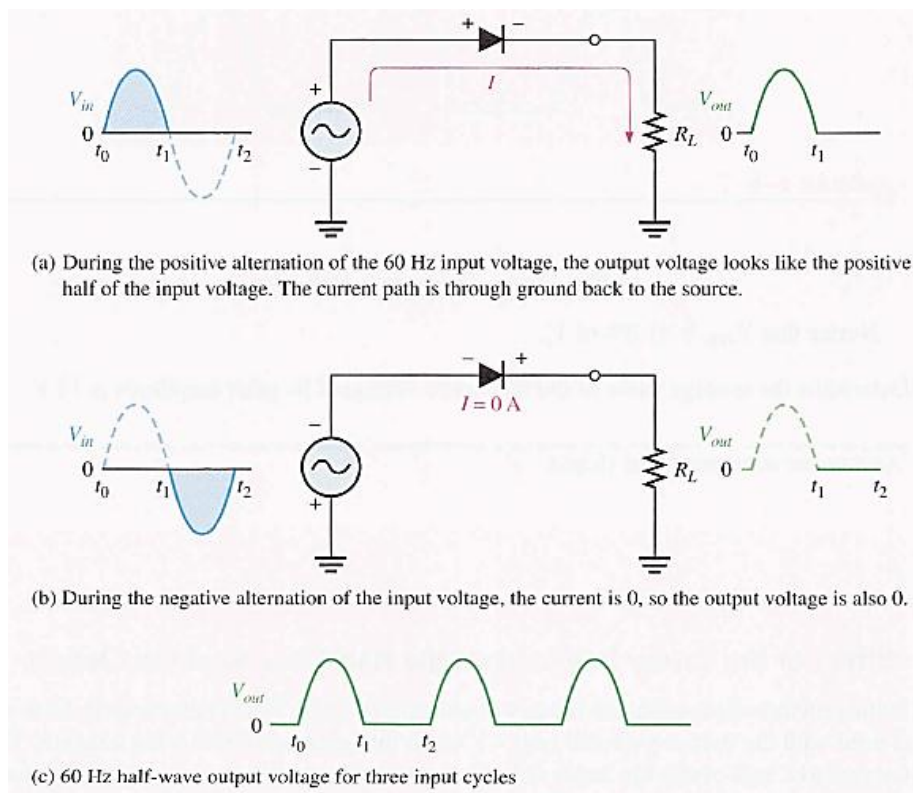 + −
I
V_in
0
t_0 t_1 t_2
+
−
R_L
V_out
0
t_0 t_1
(a) During the positive alternation of the 60 Hz input voltage, the output voltage looks like the positive
half of the input voltage. The current path is through ground back to the source.
− +
I = 0 A
V_in
0
t_0 t_1 t_2
−
+
R_L
V_out
0
t_1 t_2
(b) During the negative alternation of the input voltage, the current is 0, so the output voltage is also 0.
V_out
0
t_0 t_1 t_2
(c) 60 Hz half-wave output voltage for three input cycles